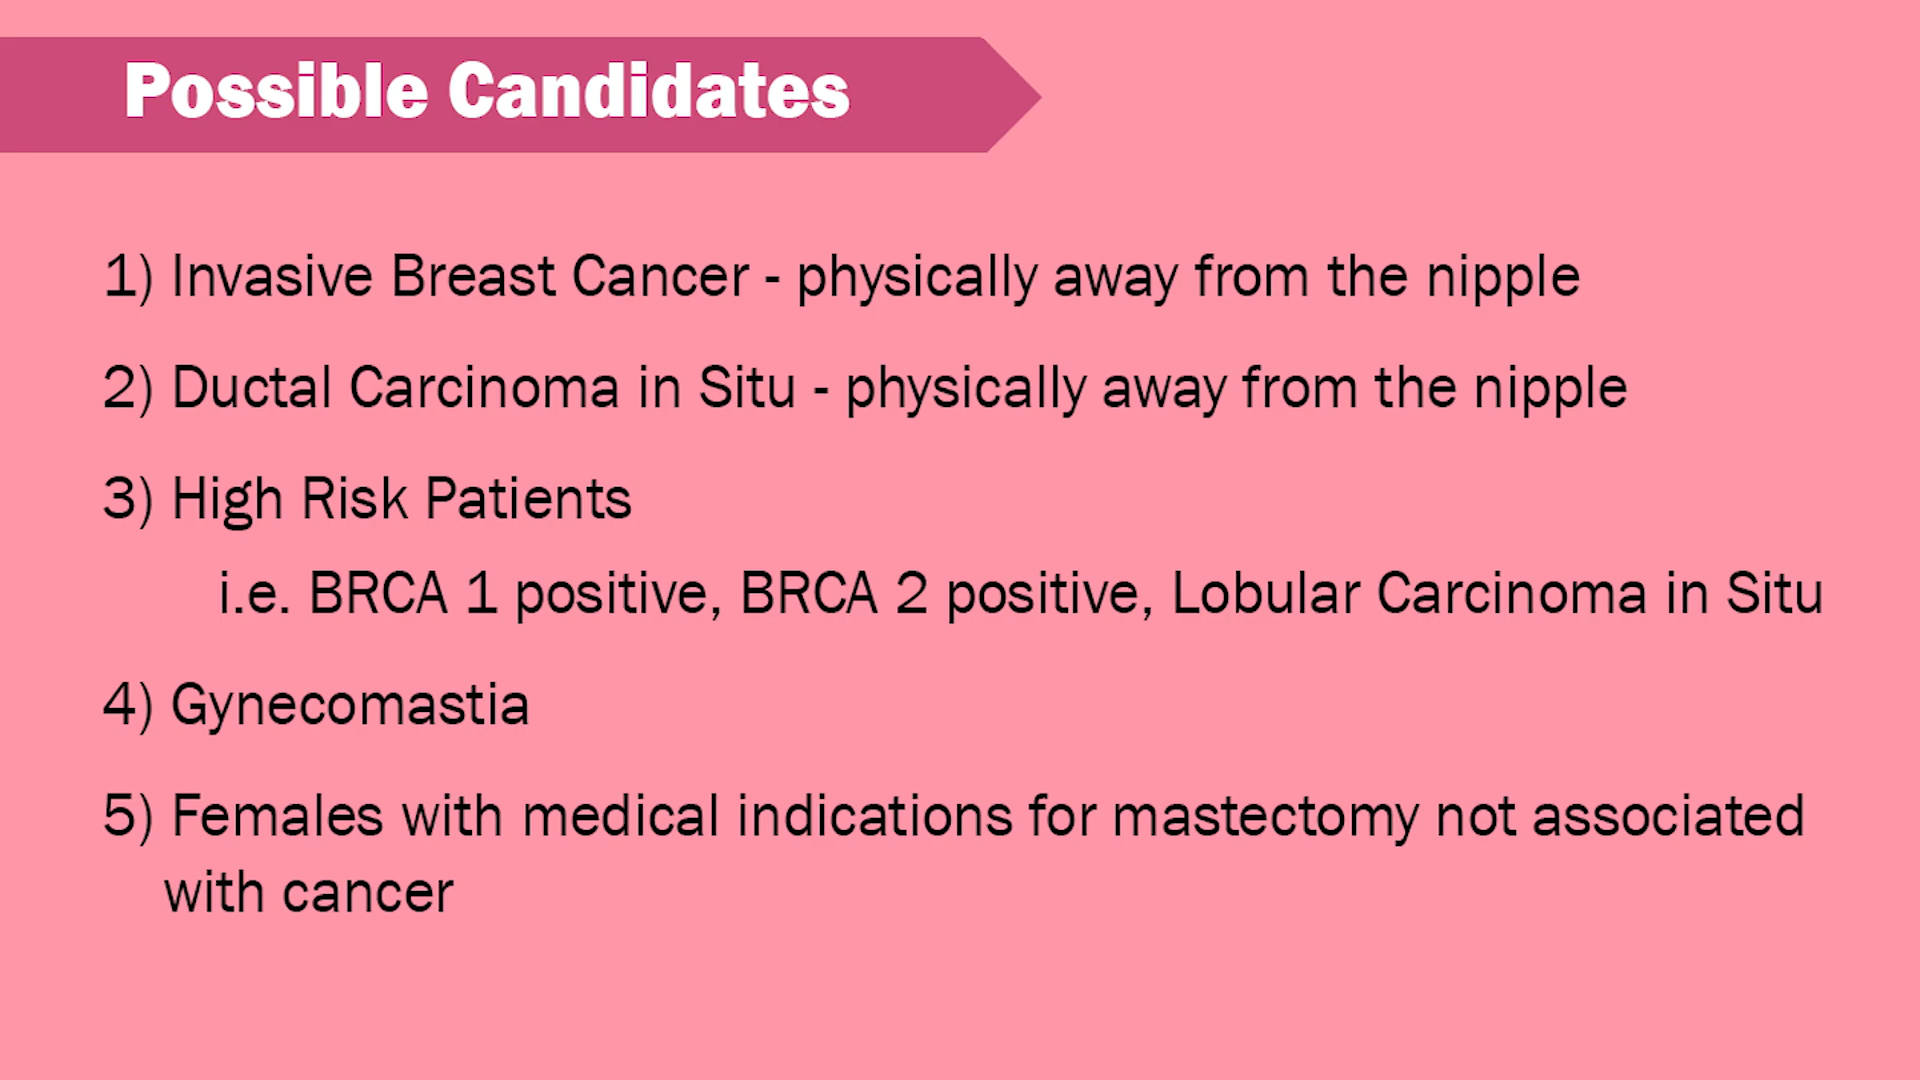 Possible Candidates
1) Invasive Breast Cancer - physically away from the nipple
2) Ductal Carcinoma in Situ - physically away from the nipple
3) High Risk Patients
i.e. BRCA 1 positive, BRCA 2 positive, Lobular Carcinoma in Situ
4) Gynecomastia
5) Females with medical indications for mastectomy not associated
with cancer